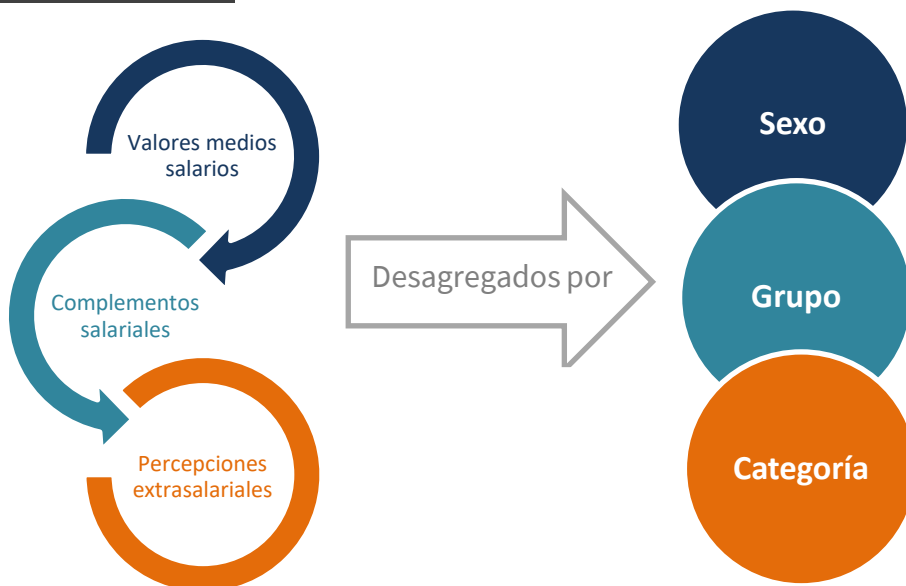 Valores medios
salarios
Complementos
salariales
Percepciones
extrasalariales
Desagregados por
Sexo
Grupo
Categoría